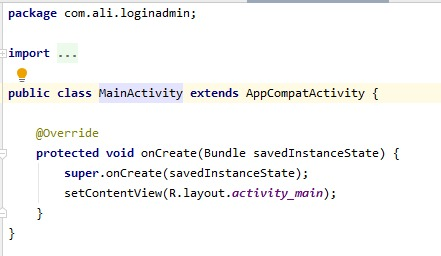 package com.ali.loginadmin;
import ...
public class MainActivity extends AppCompatActivity {
@Override
protected void onCreate(Bundle savedInstanceState) {
super.onCreate(savedInstanceState);
setContentView(R.layout.activity_main);
}
}